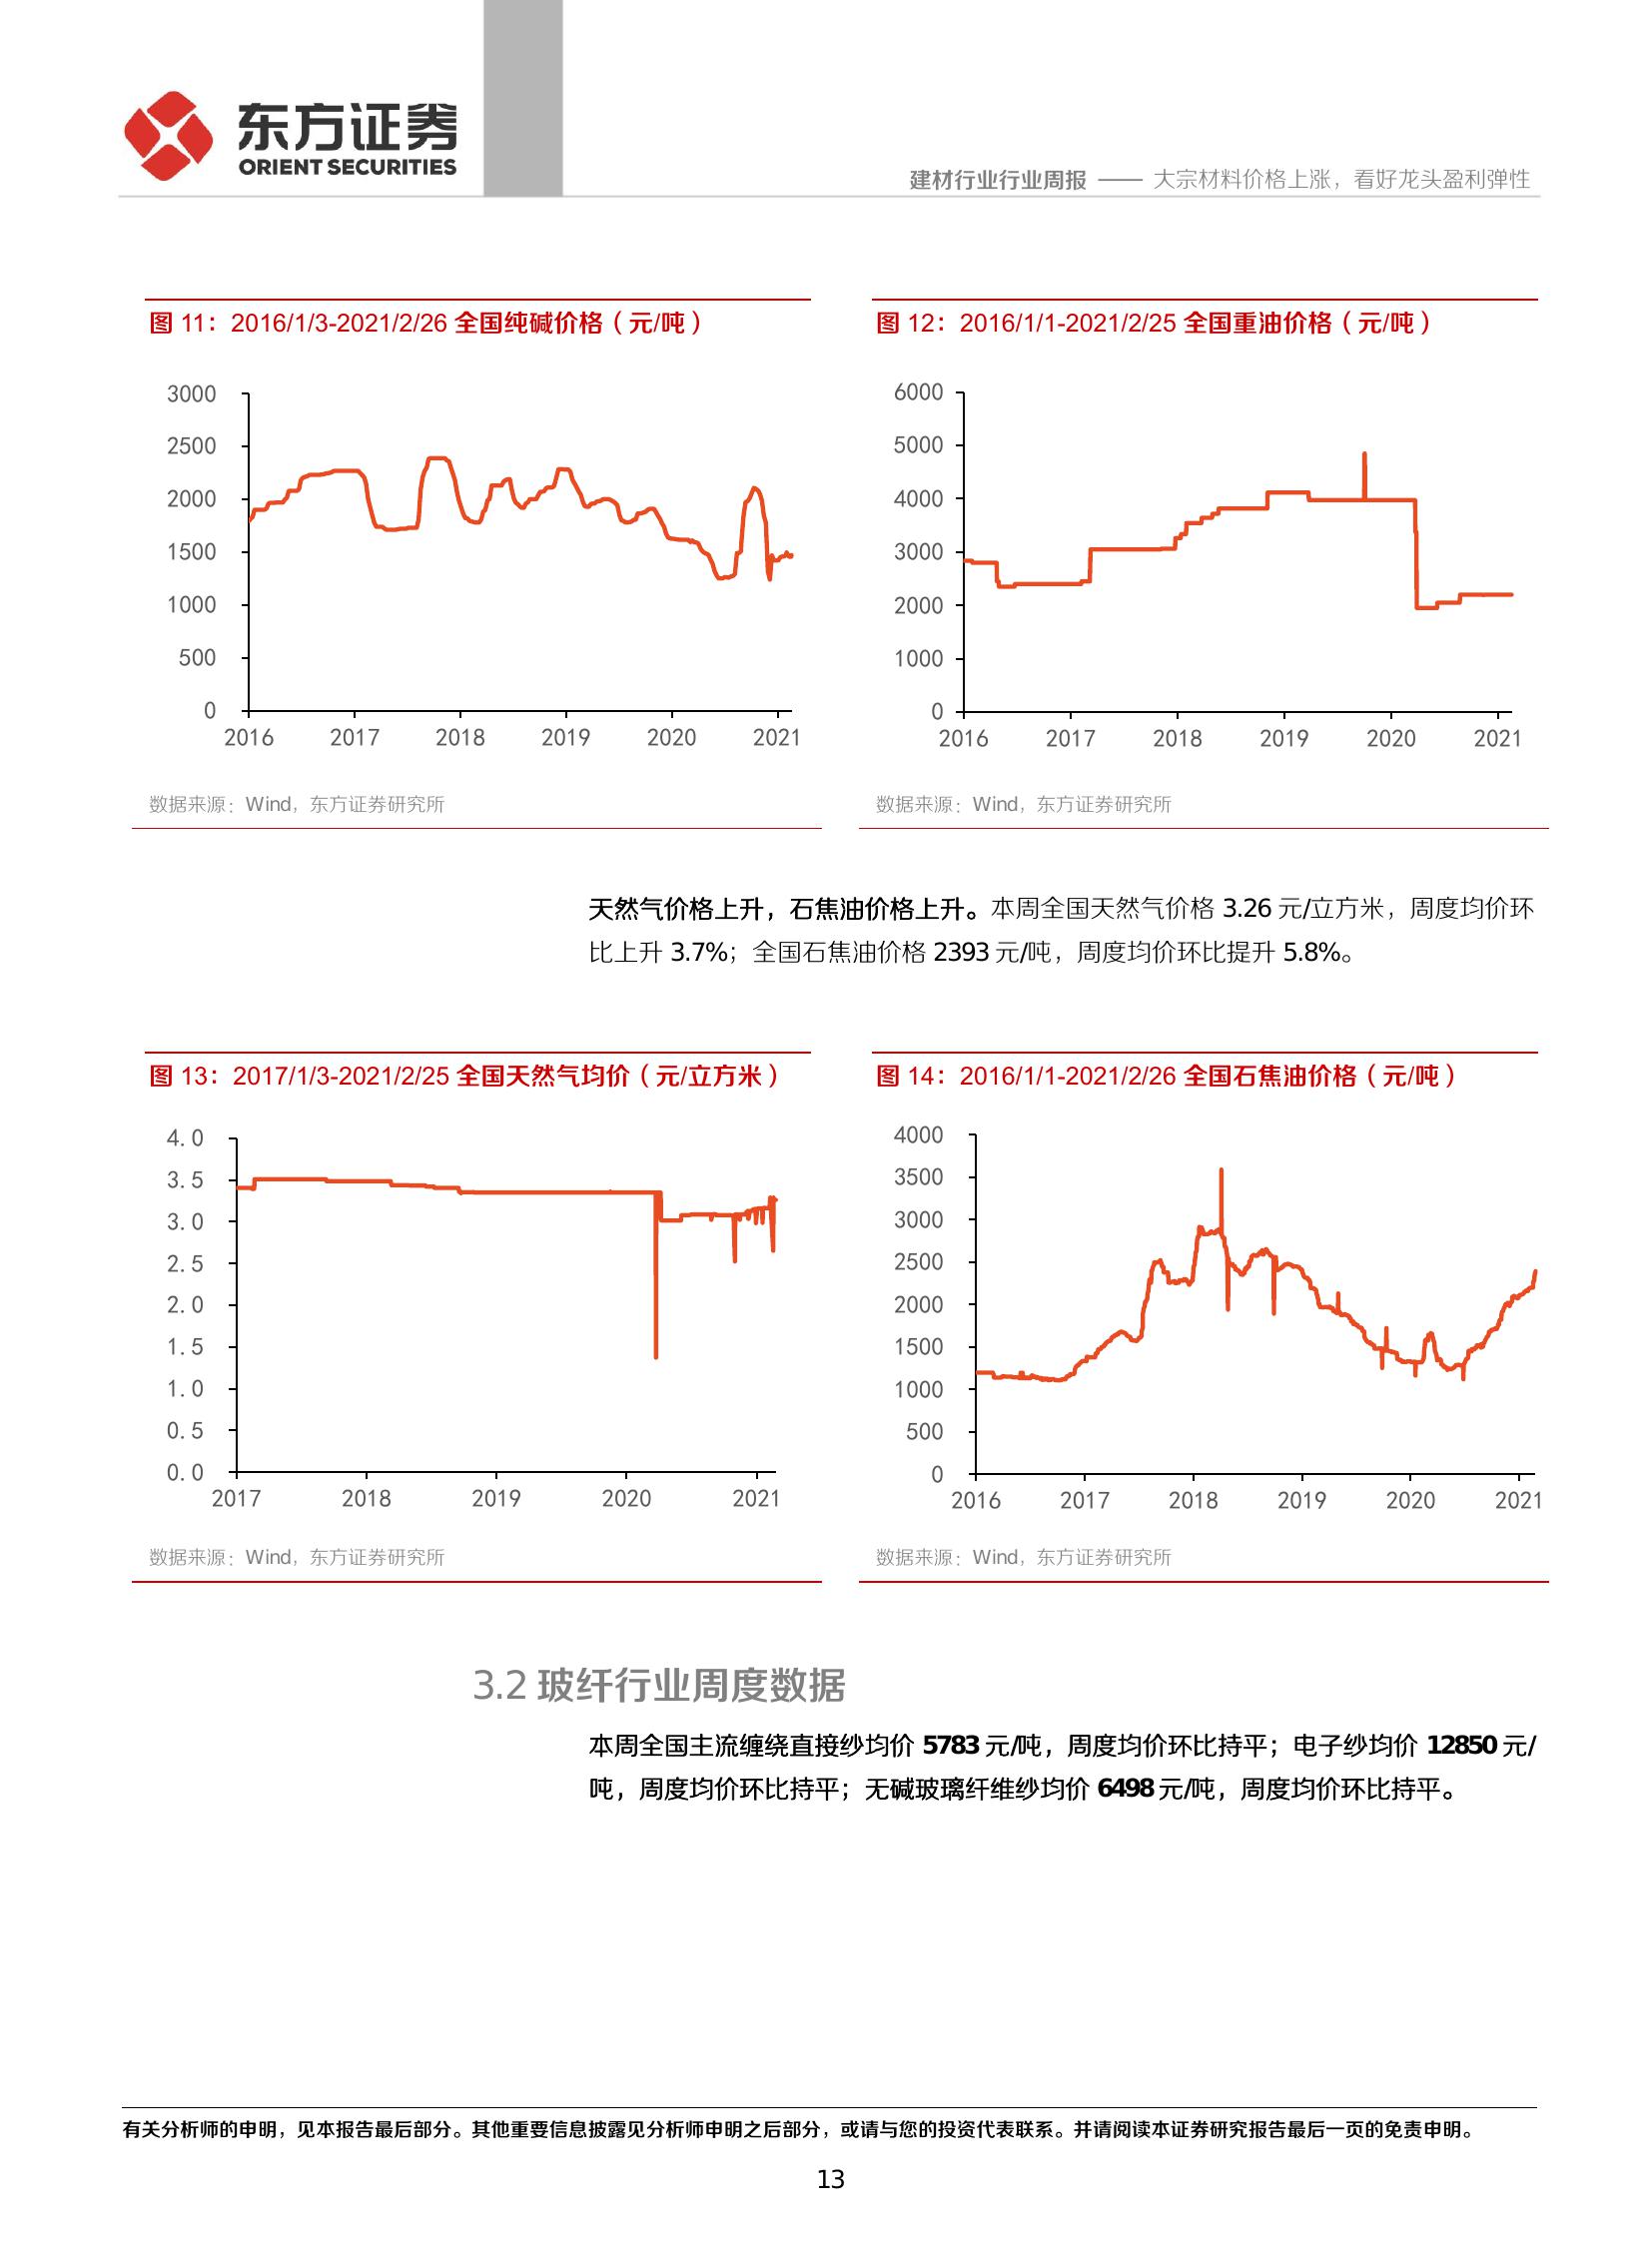 东方证券
ORIENT SECURITIES
建材行业行业周报 —— 大宗材料价格上涨，看好龙头盈利弹性
图 11：2016/1/3-2021/2/26 全国纯碱价格（元/吨）
3000
2500
2000
1500
1000
500
0
2016 2017 2018 2019 2020 2021
数据来源：Wind，东方证券研究所
图 12：2016/1/1-2021/2/25 全国重油价格（元/吨）
6000
5000
4000
3000
2000
1000
0
2016 2017 2018 2019 2020 2021
数据来源：Wind，东方证券研究所
天然气价格上升，石焦油价格上升。本周全国天然气价格 3.26 元/立方米，周度均价环
比上升 3.7%；全国石焦油价格 2393 元/吨，周度均价环比提升 5.8%。
图 13：2017/1/3-2021/2/25 全国天然气均价（元/立方米）
4.0
3.5
3.0
2.5
2.0
1.5
1.0
0.5
0.0
2017 2018 2019 2020 2021
数据来源：Wind，东方证券研究所
图 14：2016/1/1-2021/2/26 全国石焦油价格（元/吨）
4000
3500
3000
2500
2000
1500
1000
500
0
2016 2017 2018 2019 2020 2021
数据来源：Wind，东方证券研究所
3.2 玻纤行业周度数据
本周全国主流缠绕直接纱均价 5783 元/吨，周度均价环比持平；电子纱均价 12850 元/
吨，周度均价环比持平；无碱玻璃纤维纱均价 6498 元/吨，周度均价环比持平。
有关分析师的申明，见本报告最后部分。其他重要信息披露见分析师申明之后部分，或请与您的投资代表联系。并请阅读本证券研究报告最后一页的免责申明。
13